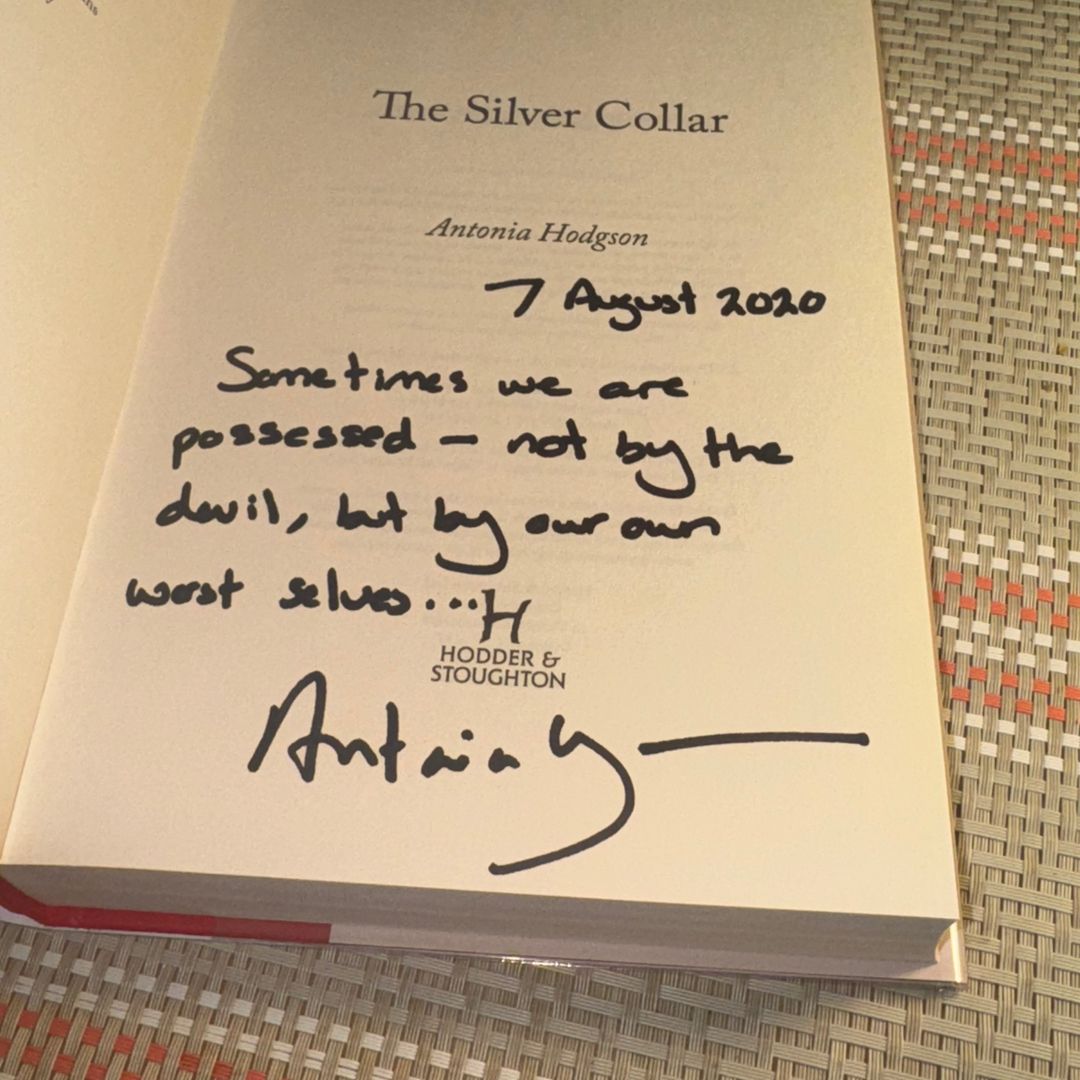 The Silver Collar
Antonia Hodgson
7 August 2020
Sometimes we are
possessed – not by the
devil, but by our own
worst selves...
H
HODDER &
STOUGHTON
Antonia